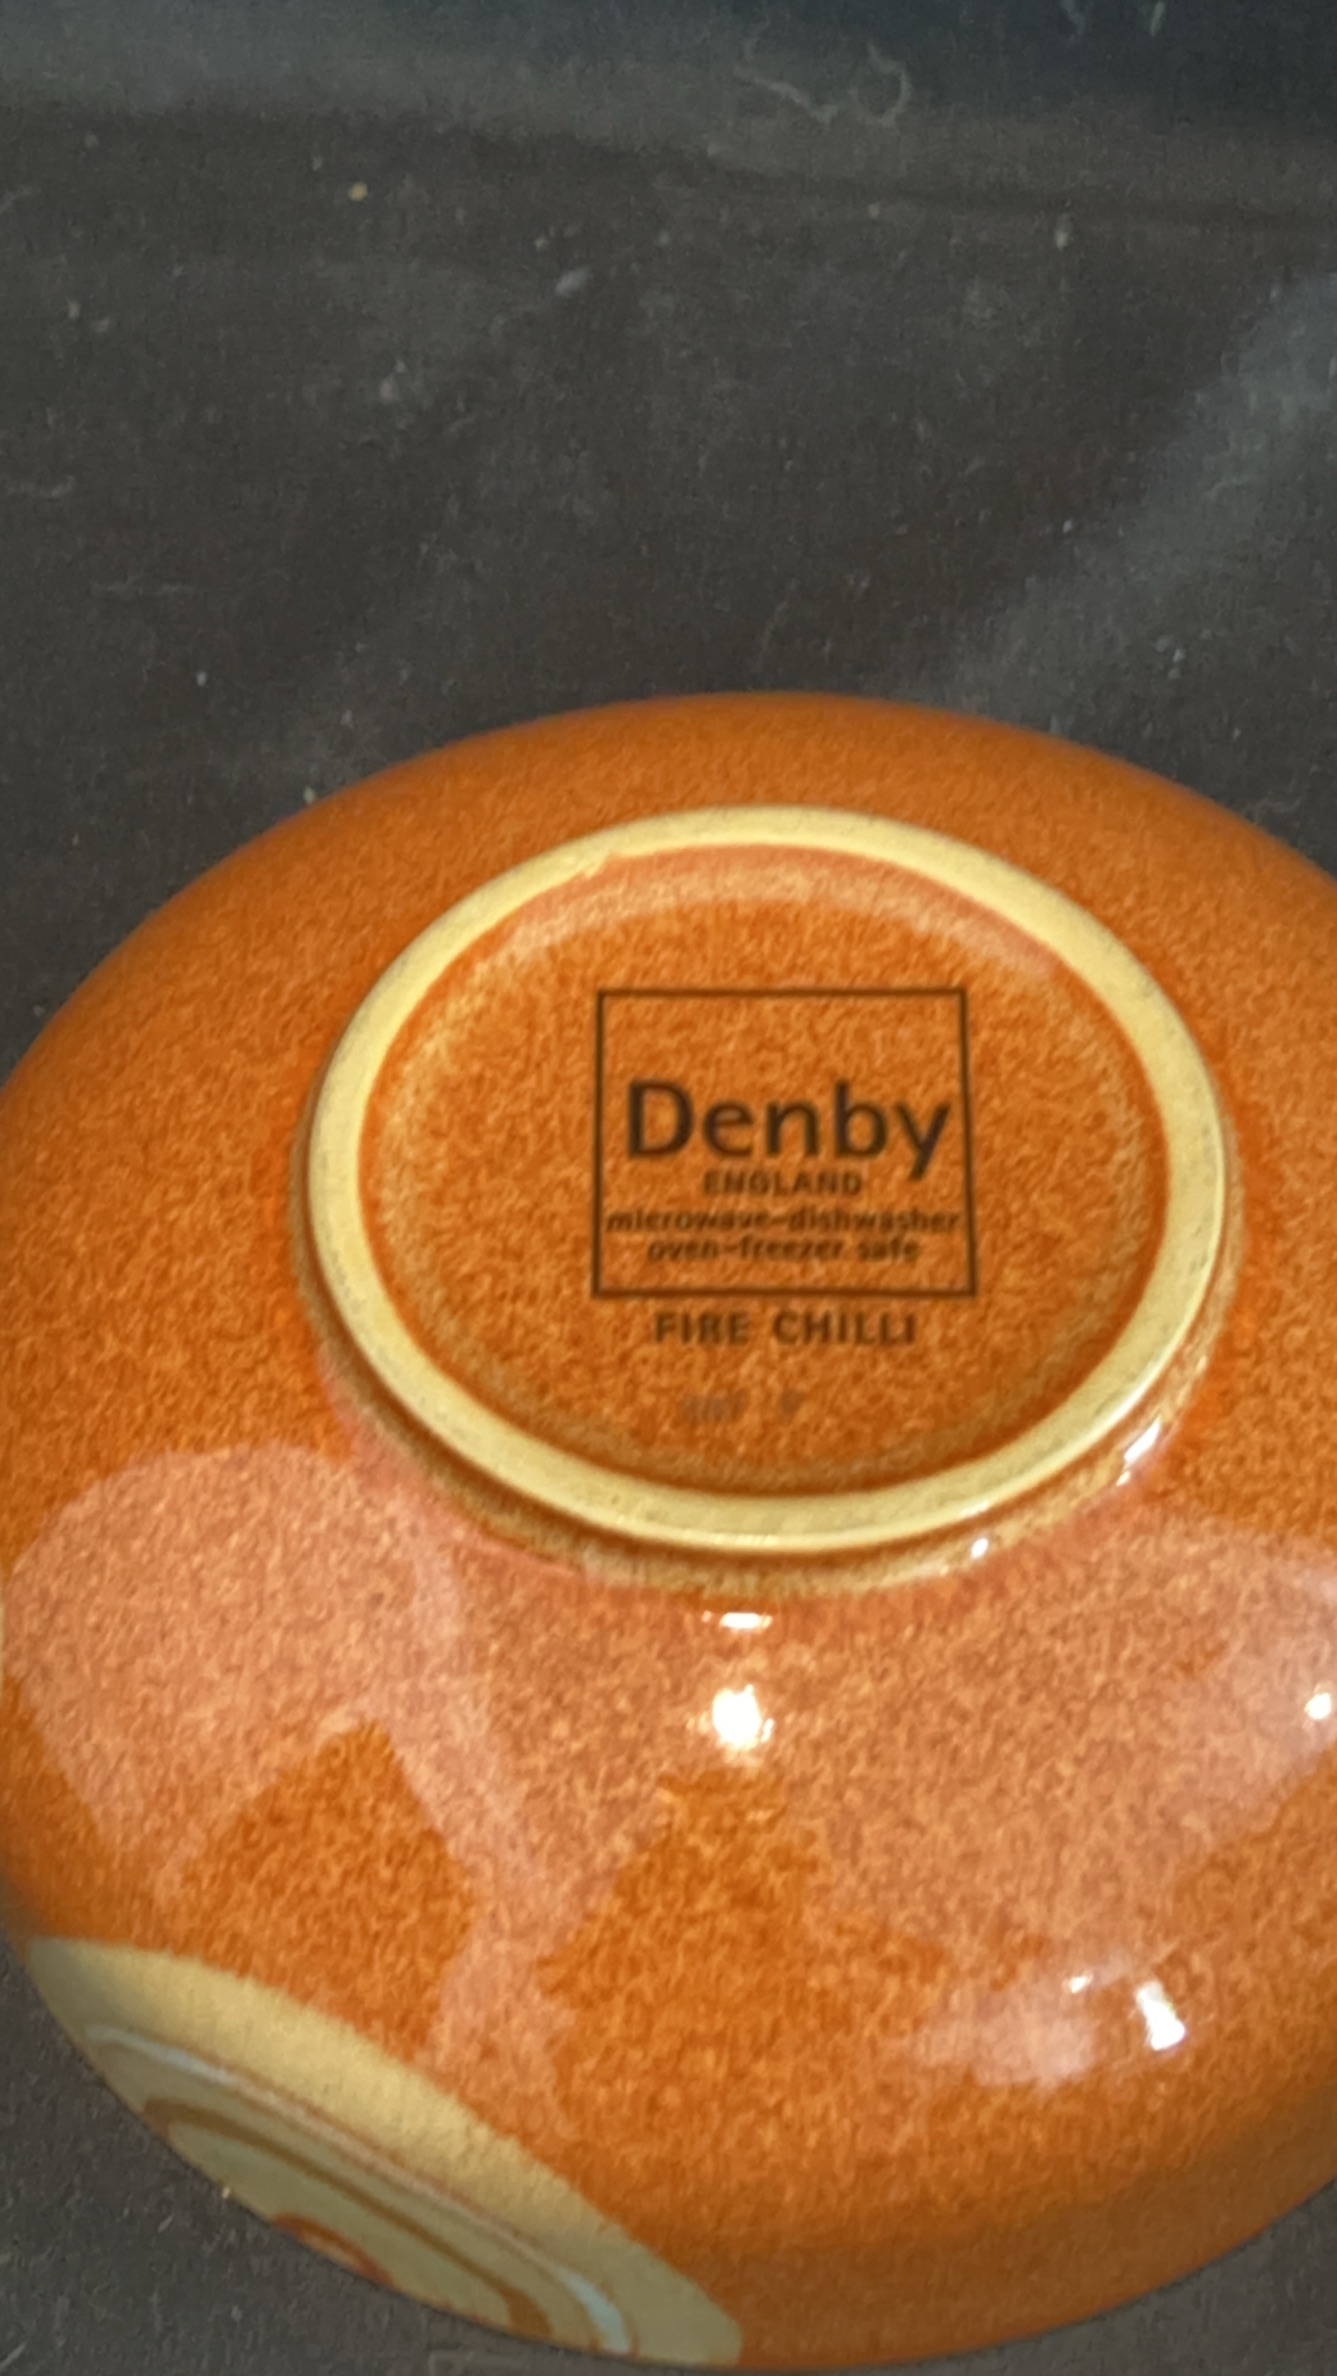 Denby
ENGLAND
microwave-dishwasher
oven-freezer safe
FIRE CHILLI